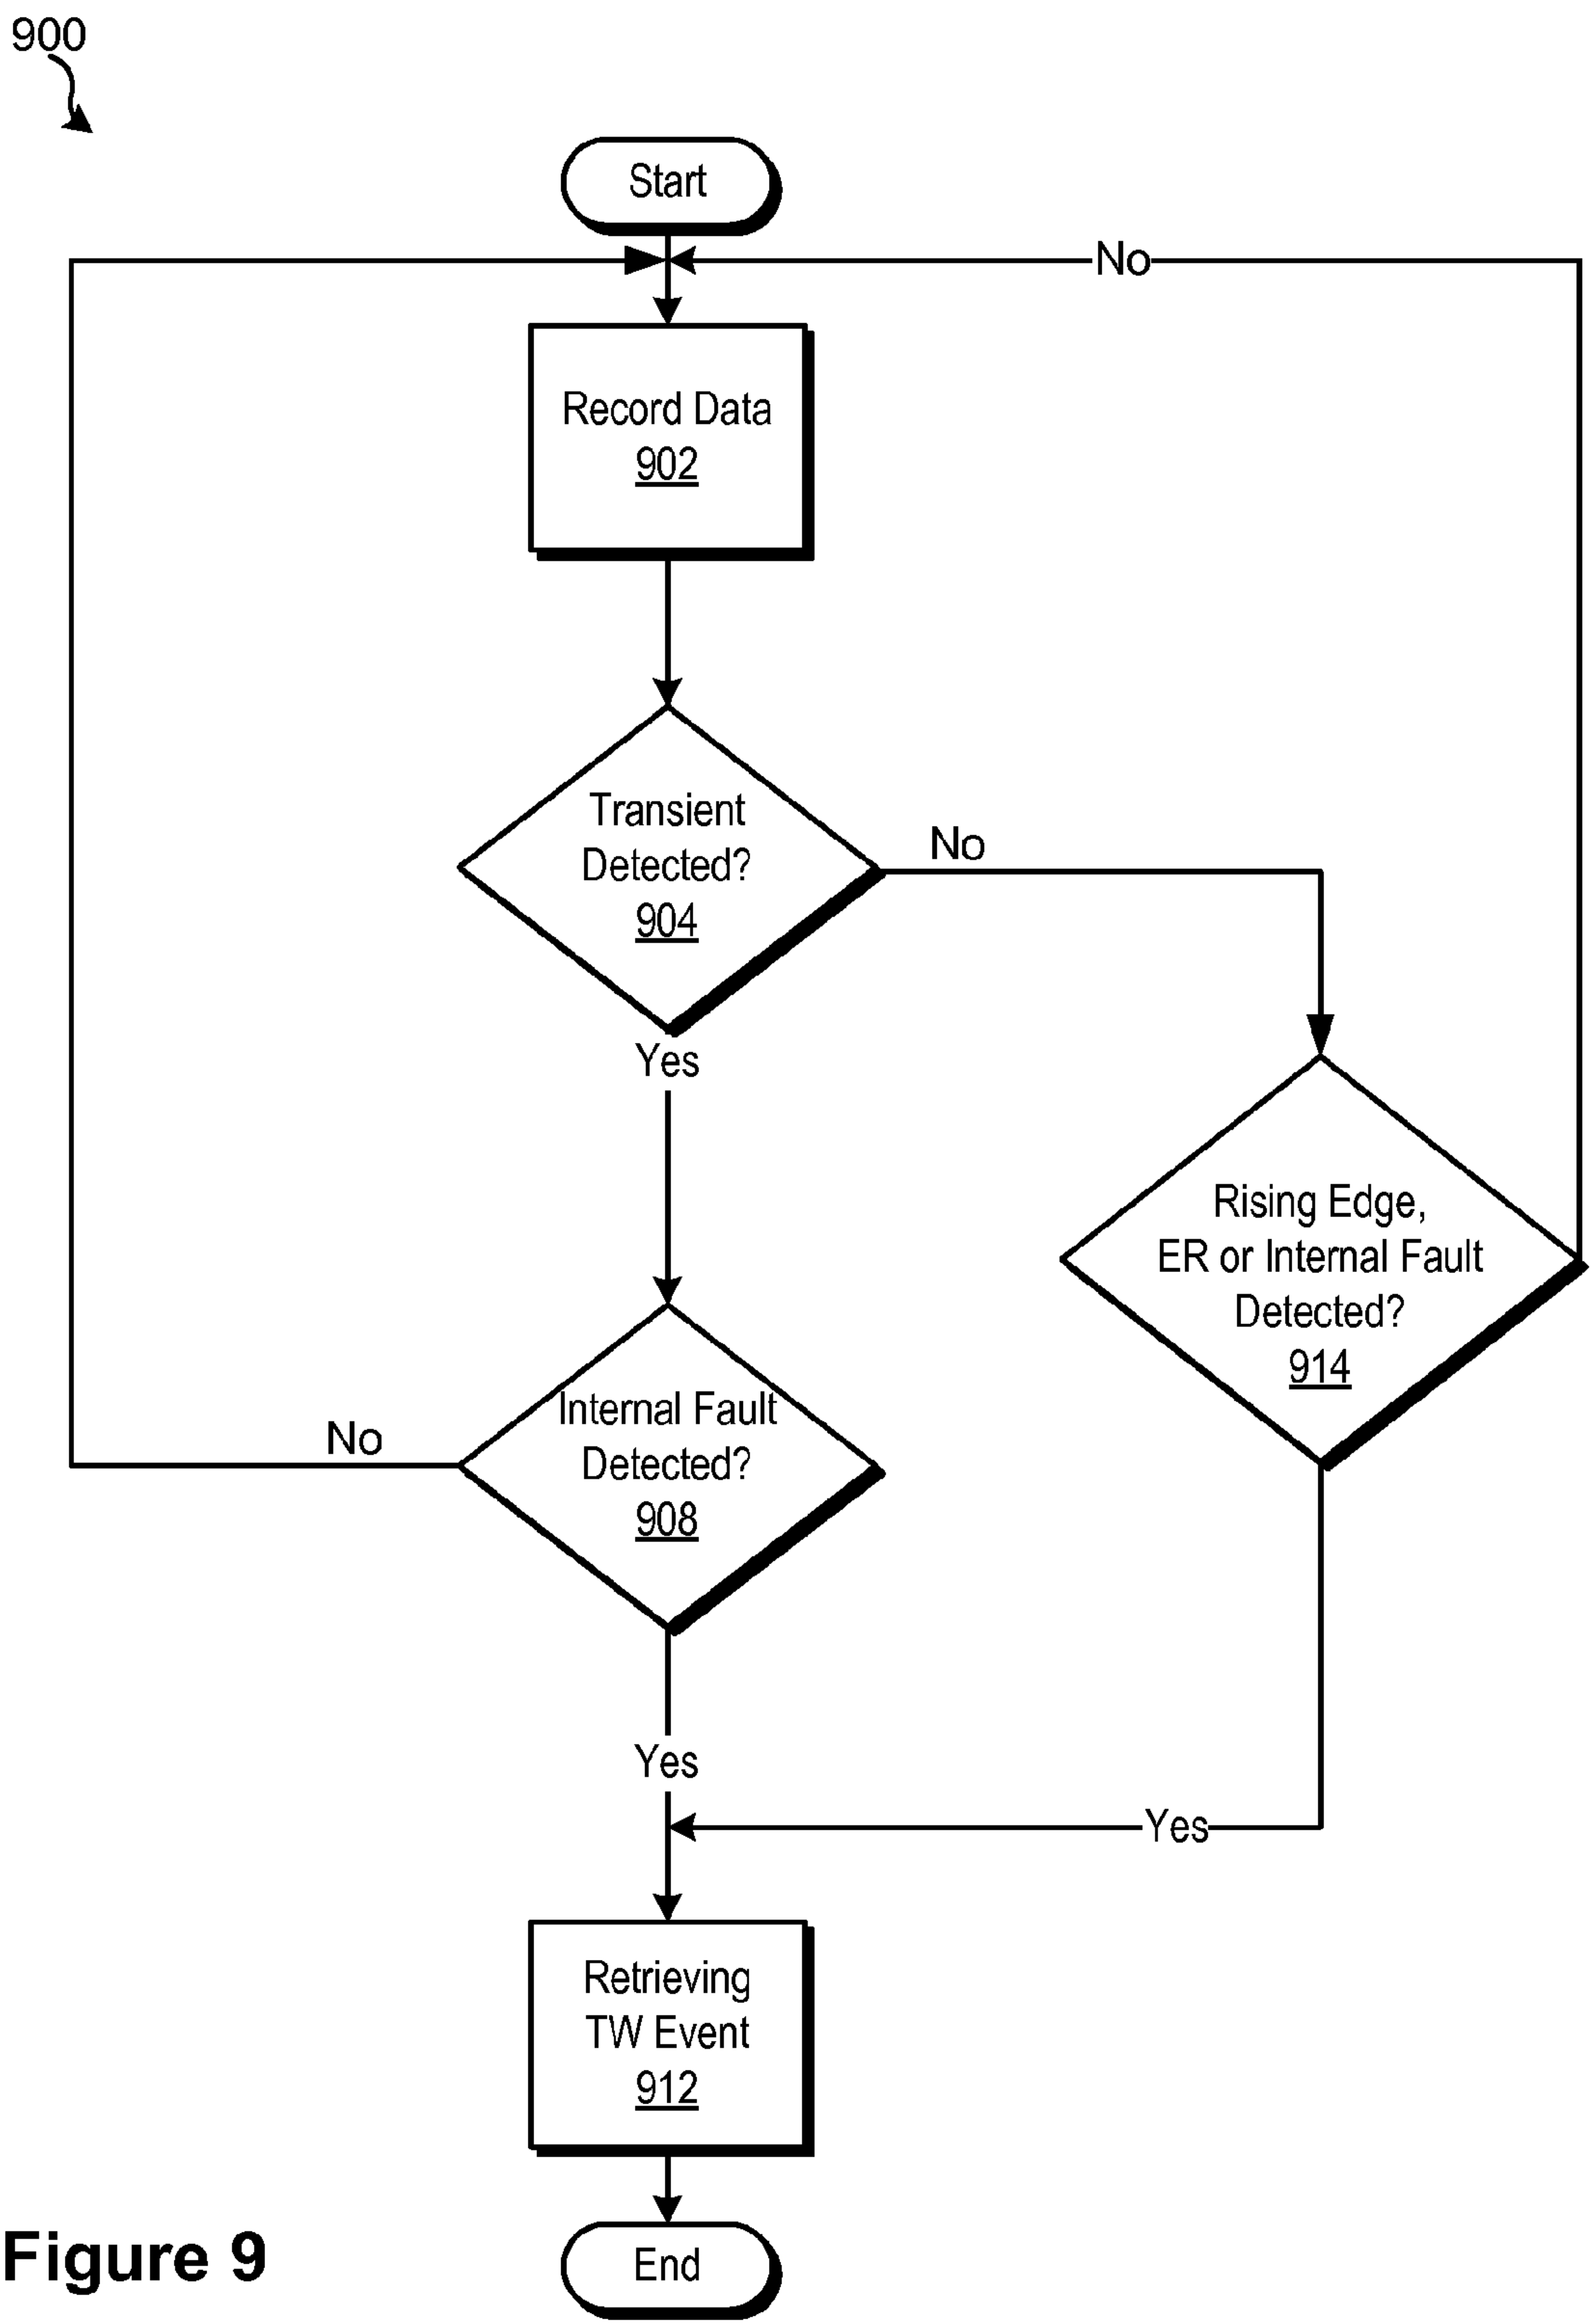 900
Start
No
Record Data
902
Transient
Detected?
904
No
Yes
Rising Edge,
ER or Internal Fault
Detected?
914
Internal Fault
Detected?
908
No
Yes
Yes
Retrieving
TW Event
912
End
Figure 9